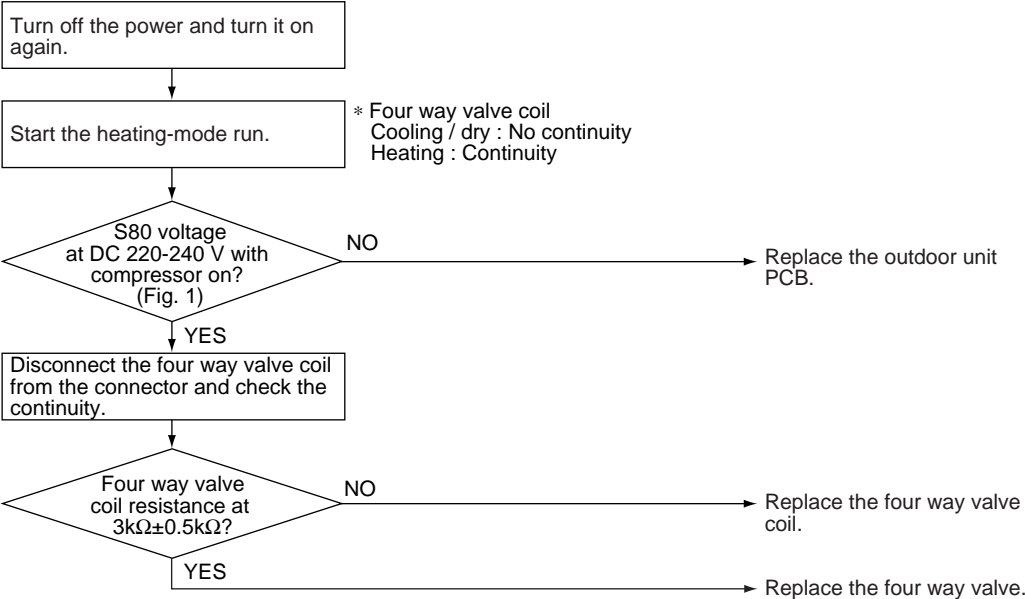 Turn off the power and turn it on
again.
Start the heating-mode run.
∗ Four way valve coil
Cooling / dry : No continuity
Heating : Continuity
S80 voltage
at DC 220-240 V with
compressor on?
(Fig. 1)
NO
Replace the outdoor unit
PCB.
YES
Disconnect the four way valve coil
from the connector and check the
continuity.
Four way valve
coil resistance at
3kΩ±0.5kΩ?
NO
Replace the four way valve
coil.
YES
Replace the four way valve.